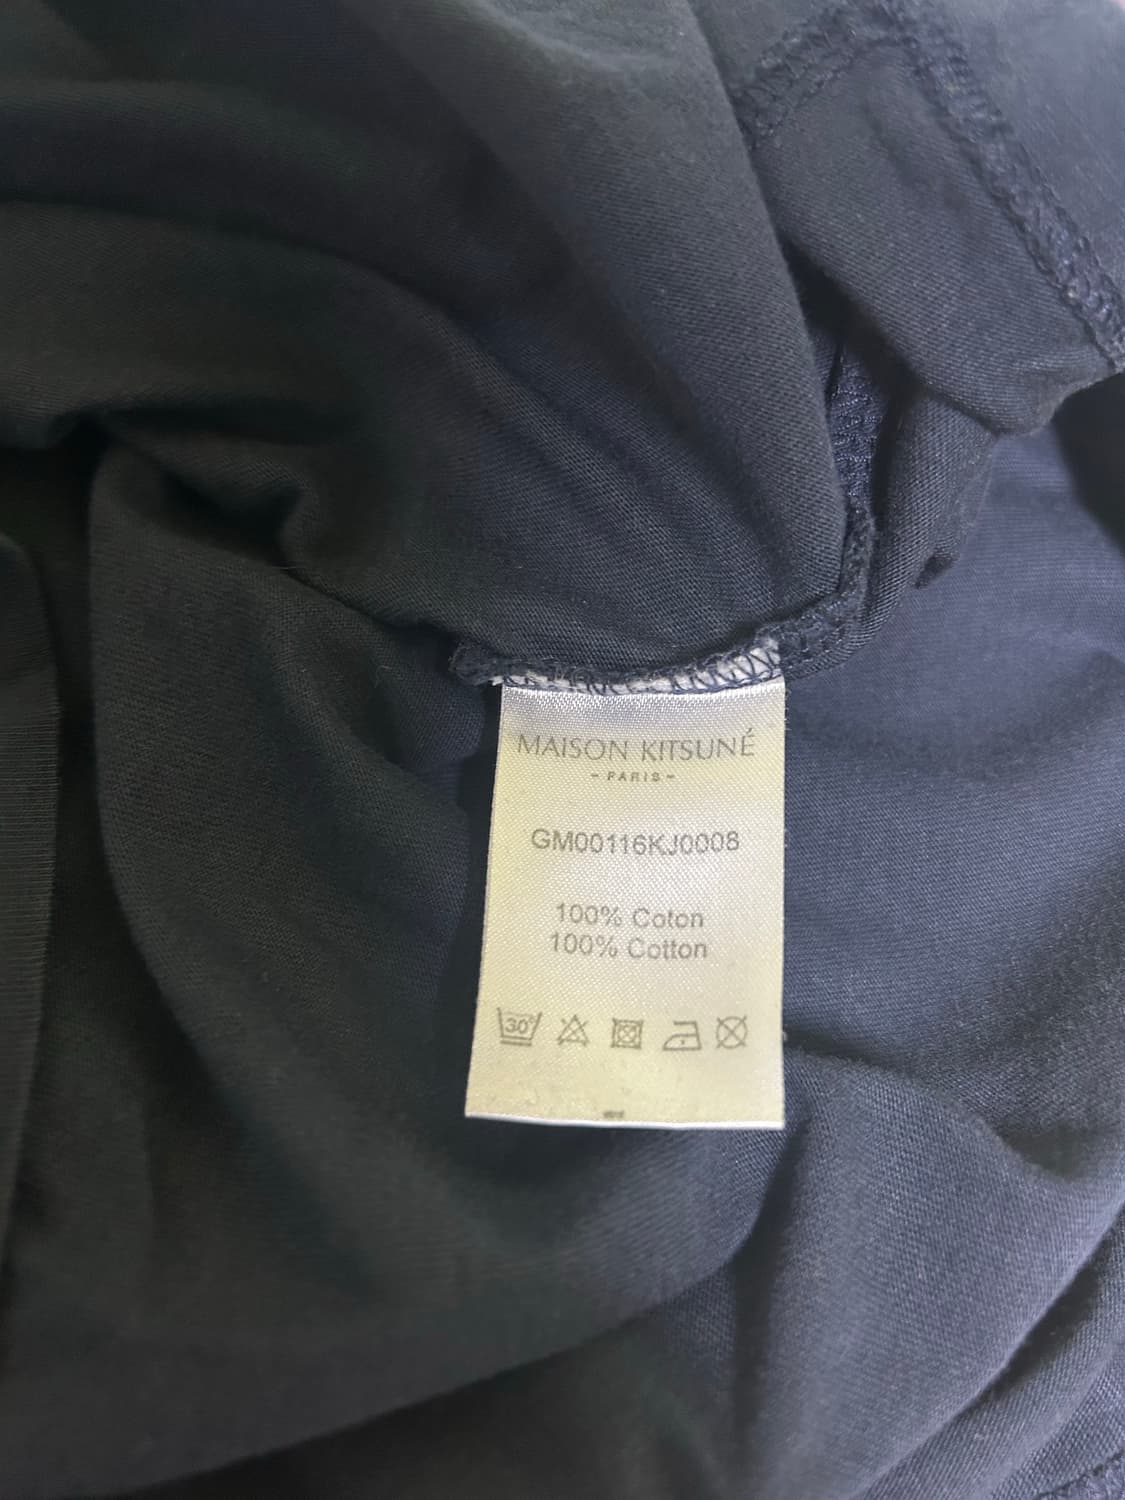 MAISON KITSUNÉ
- PARIS -
GM00116KJ0008
100% Coton
100% Cotton
30°